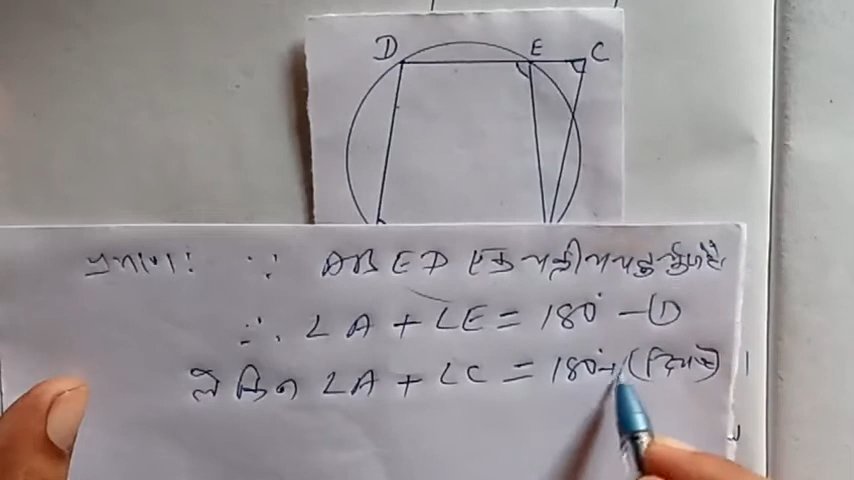 D E C
प्रमाण: ∵ ABED एक चक्रीय चतुर्भुज है।
∴ ∠A + ∠E = 180° —①
लेकिन ∠A + ∠C = 180° (दिया है)